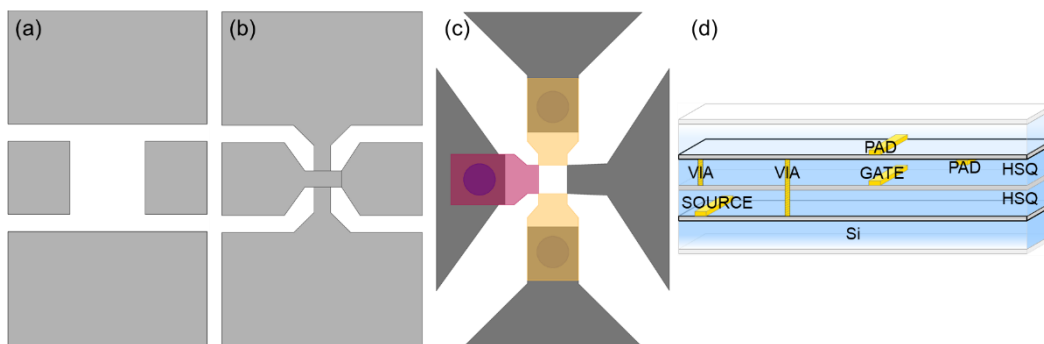 (a)
(b)
(c)
(d)
PAD
VIA
VIA
GATE
PAD
HSQ
SOURCE
HSQ
Si